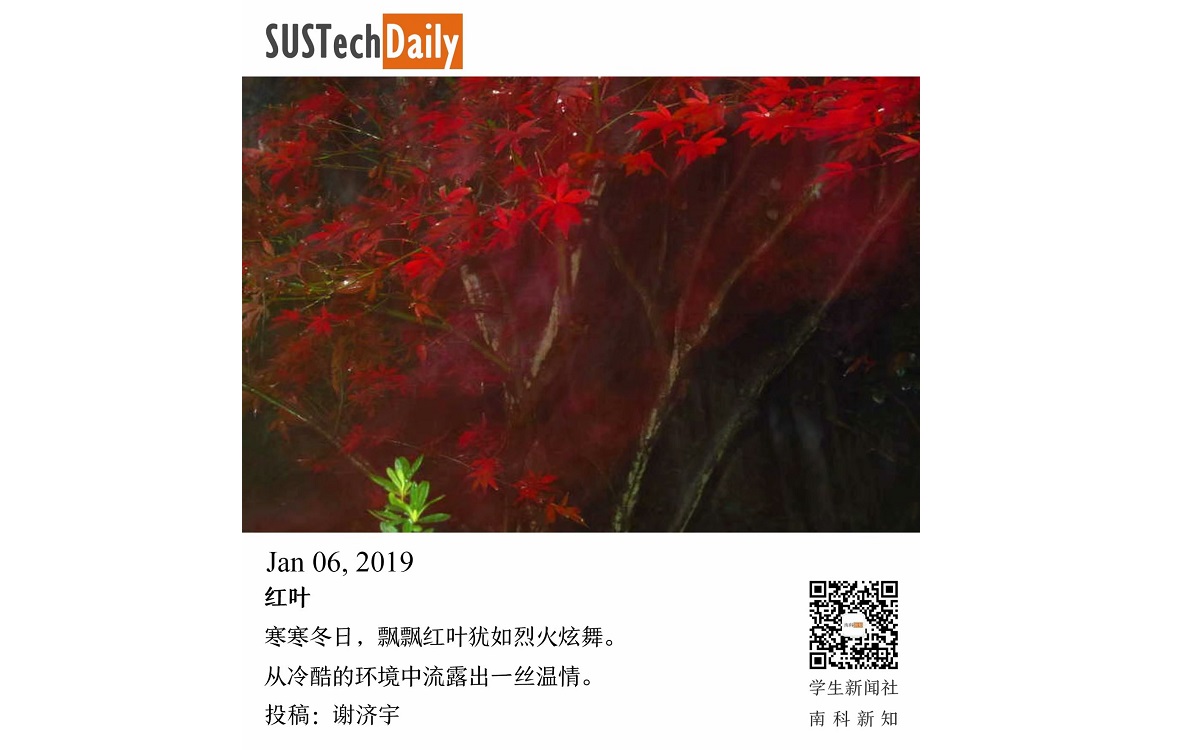 SUSTechDaily
Jan 06, 2019
红叶
寒寒冬日，飘飘红叶犹如烈火炫舞。
从冷酷的环境中流露出一丝温情。
投稿：谢济宇
学生新闻社
南科新知